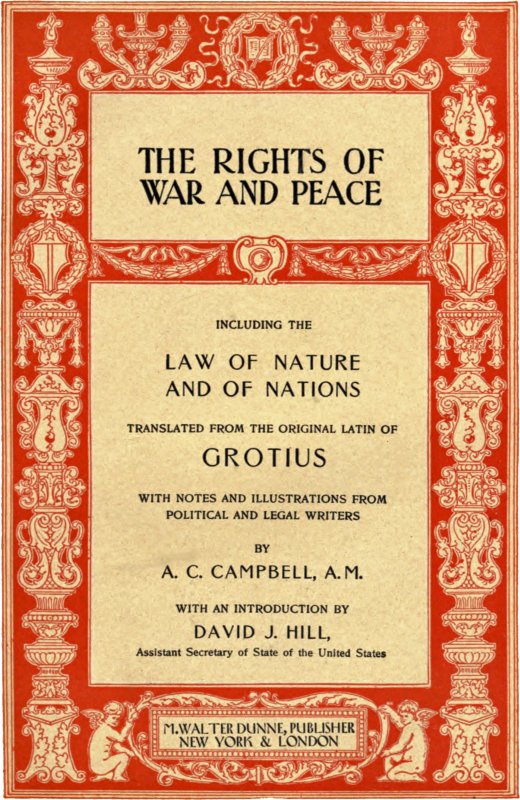 THE RIGHTS OF
WAR AND PEACE
INCLUDING THE
LAW OF NATURE
AND OF NATIONS
TRANSLATED FROM THE ORIGINAL LATIN OF
GROTIUS
WITH NOTES AND ILLUSTRATIONS FROM
POLITICAL AND LEGAL WRITERS
BY
A. C. CAMPBELL, A.M.
WITH AN INTRODUCTION BY
DAVID J. HILL,
Assistant Secretary of State of the United States
M. WALTER DUNNE, PUBLISHER
NEW YORK & LONDON